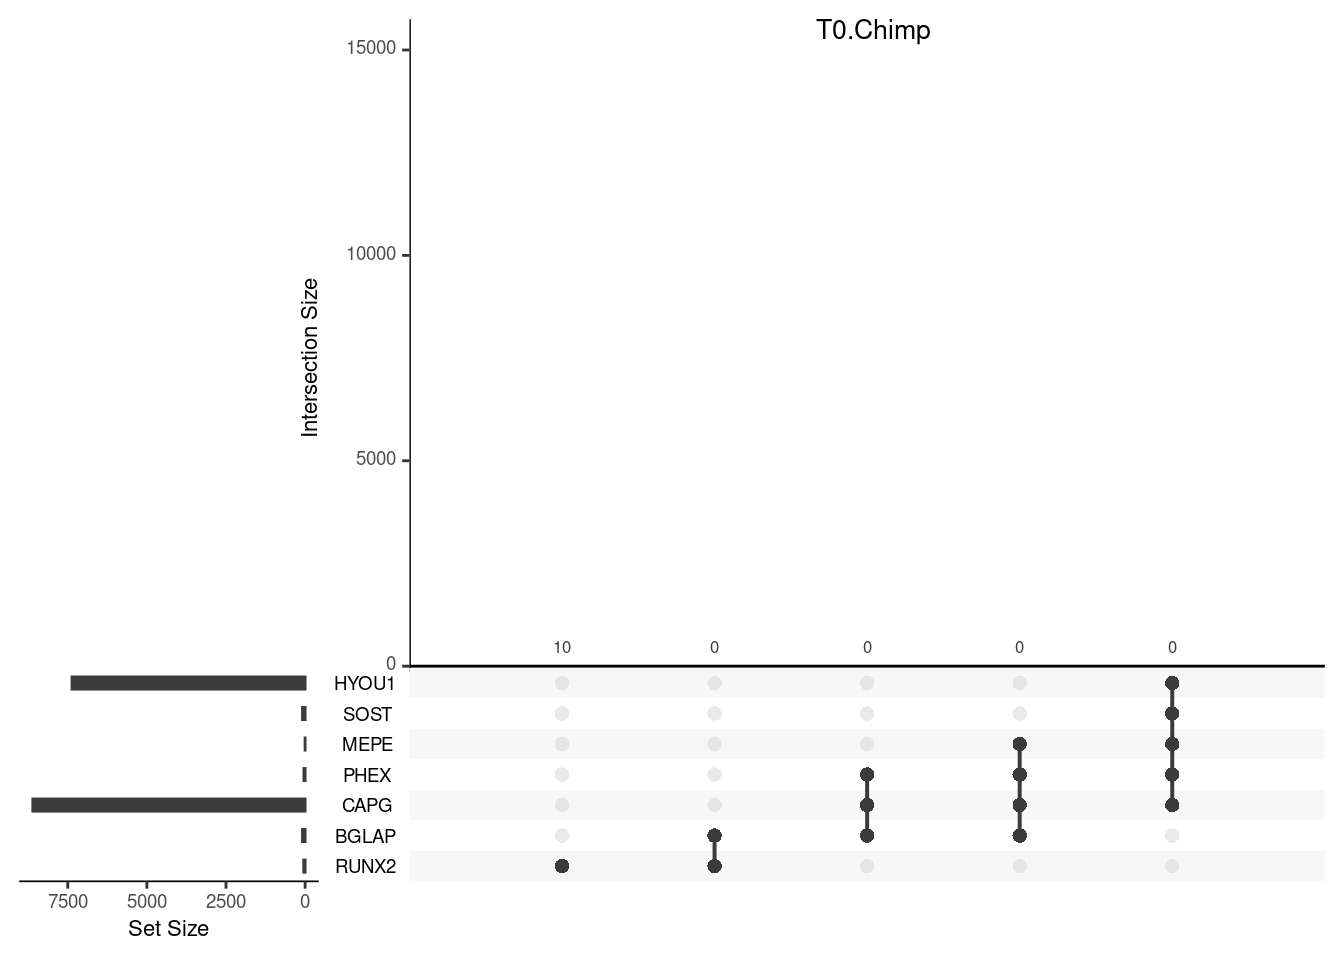 T0.Chimp
15000
10000
5000
0
Intersection Size
10 0 0 0 0
HYOU1
SOST
MEPE
PHEX
CAPG
BGLAP
RUNX2
7500 5000 2500 0
Set Size